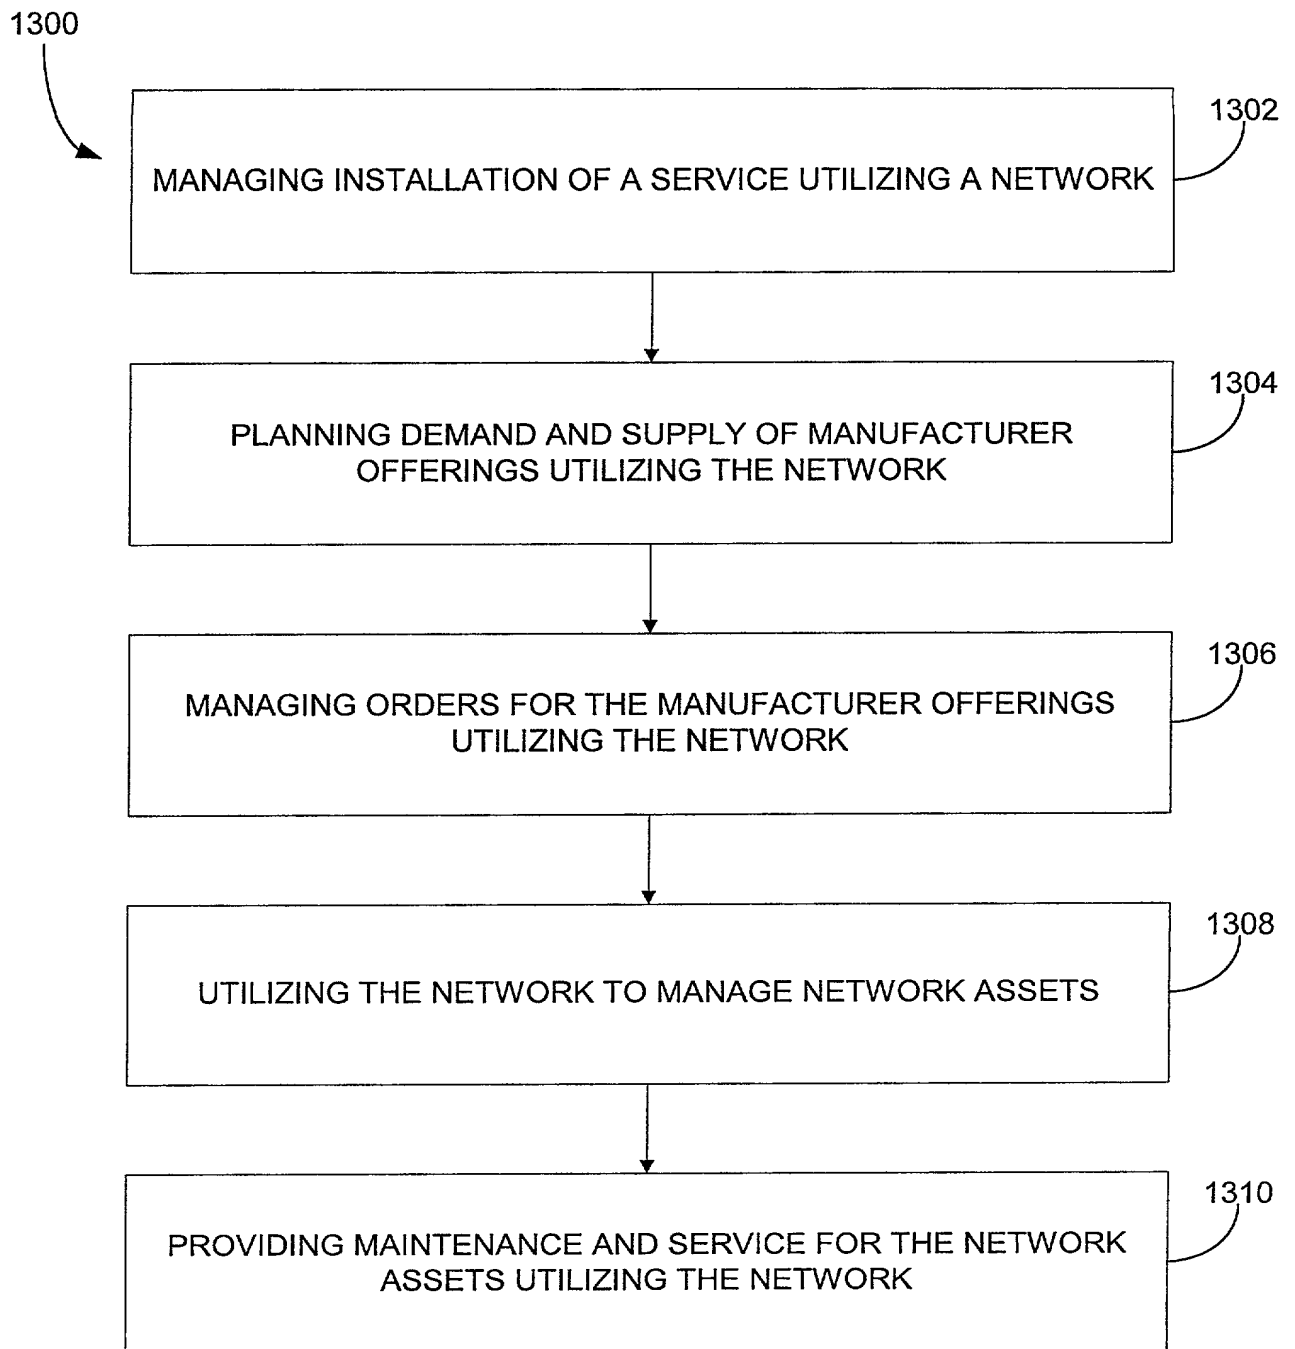 1300
1302
MANAGING INSTALLATION OF A SERVICE UTILIZING A NETWORK
1304
PLANNING DEMAND AND SUPPLY OF MANUFACTURER
OFFERINGS UTILIZING THE NETWORK
1306
MANAGING ORDERS FOR THE MANUFACTURER OFFERINGS
UTILIZING THE NETWORK
1308
UTILIZING THE NETWORK TO MANAGE NETWORK ASSETS
1310
PROVIDING MAINTENANCE AND SERVICE FOR THE NETWORK
ASSETS UTILIZING THE NETWORK